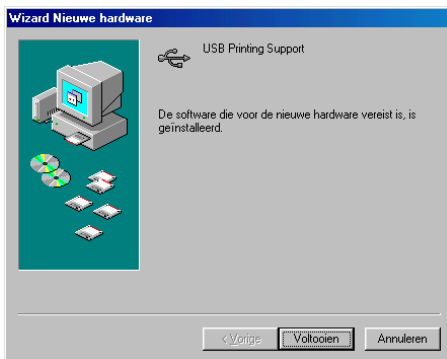 Wizard Nieuwe hardware
USB Printing Support
De software die voor de nieuwe hardware vereist is, is
geïnstalleerd.
< Vorige
Voltooien
Annuleren